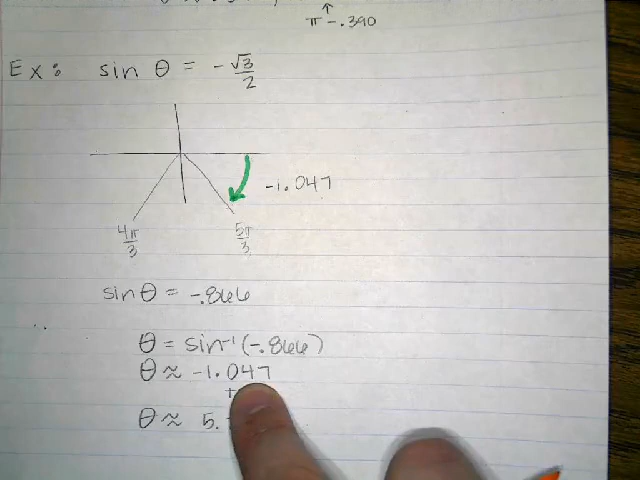 π - .390
Ex: sin θ = - √3/2
-1.047
4π/3 5π/3
sin θ = -.866
θ = sin⁻¹(-.866)
θ ≈ -1.047
+
θ ≈ 5.